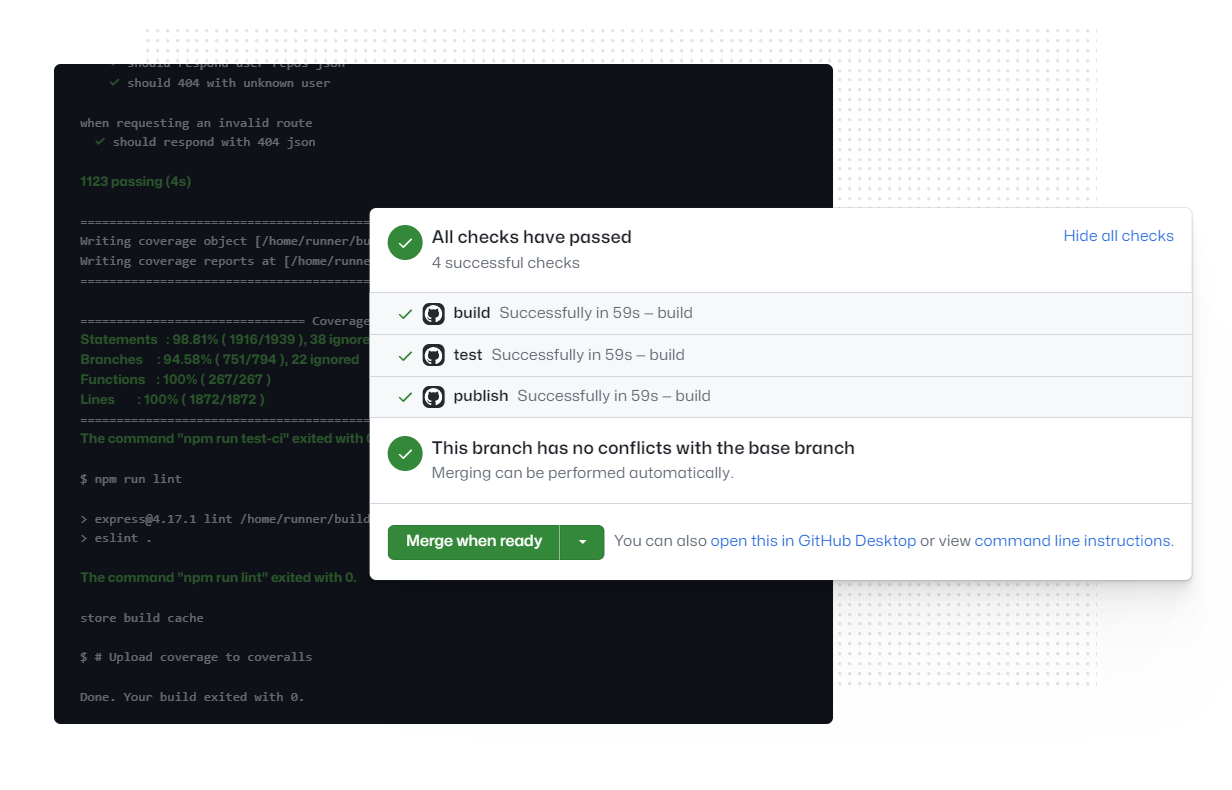 should respond user repos json
✓ should 404 with unknown user
when requesting an invalid route
✓ should respond with 404 json
1123 passing (4s)
=======================================
Writing coverage object [/home/runner/bu
Writing coverage reports at [/home/runne
=======================================
=============================== Coverage
Statements : 98.81% ( 1916/1939 ), 38 ignore
Branches : 94.58% ( 751/794 ), 22 ignored
Functions : 100% ( 267/267 )
Lines : 100% ( 1872/1872 )
=======================================
The command "npm run test-ci" exited with
$ npm run lint
> express@4.17.1 lint /home/runner/build
> eslint .
The command "npm run lint" exited with 0.
store build cache
$ # Upload coverage to coveralls
Done. Your build exited with 0.
All checks have passed
Hide all checks
4 successful checks
✓ build Successfully in 59s – build
✓ test Successfully in 59s – build
✓ publish Successfully in 59s – build
This branch has no conflicts with the base branch
Merging can be performed automatically.
Merge when ready
You can also open this in GitHub Desktop or view command line instructions.